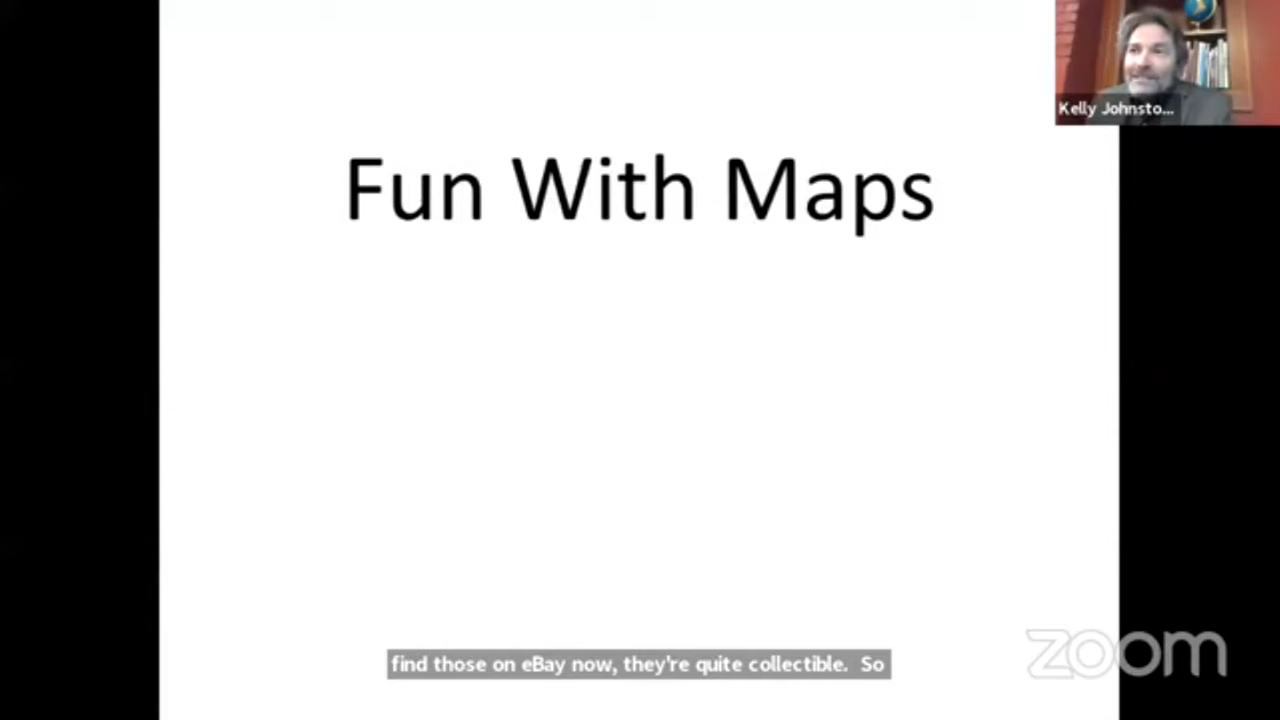 Kelly Johnsto...
Fun With Maps
find those on eBay now, they're quite collectible. So
zoom